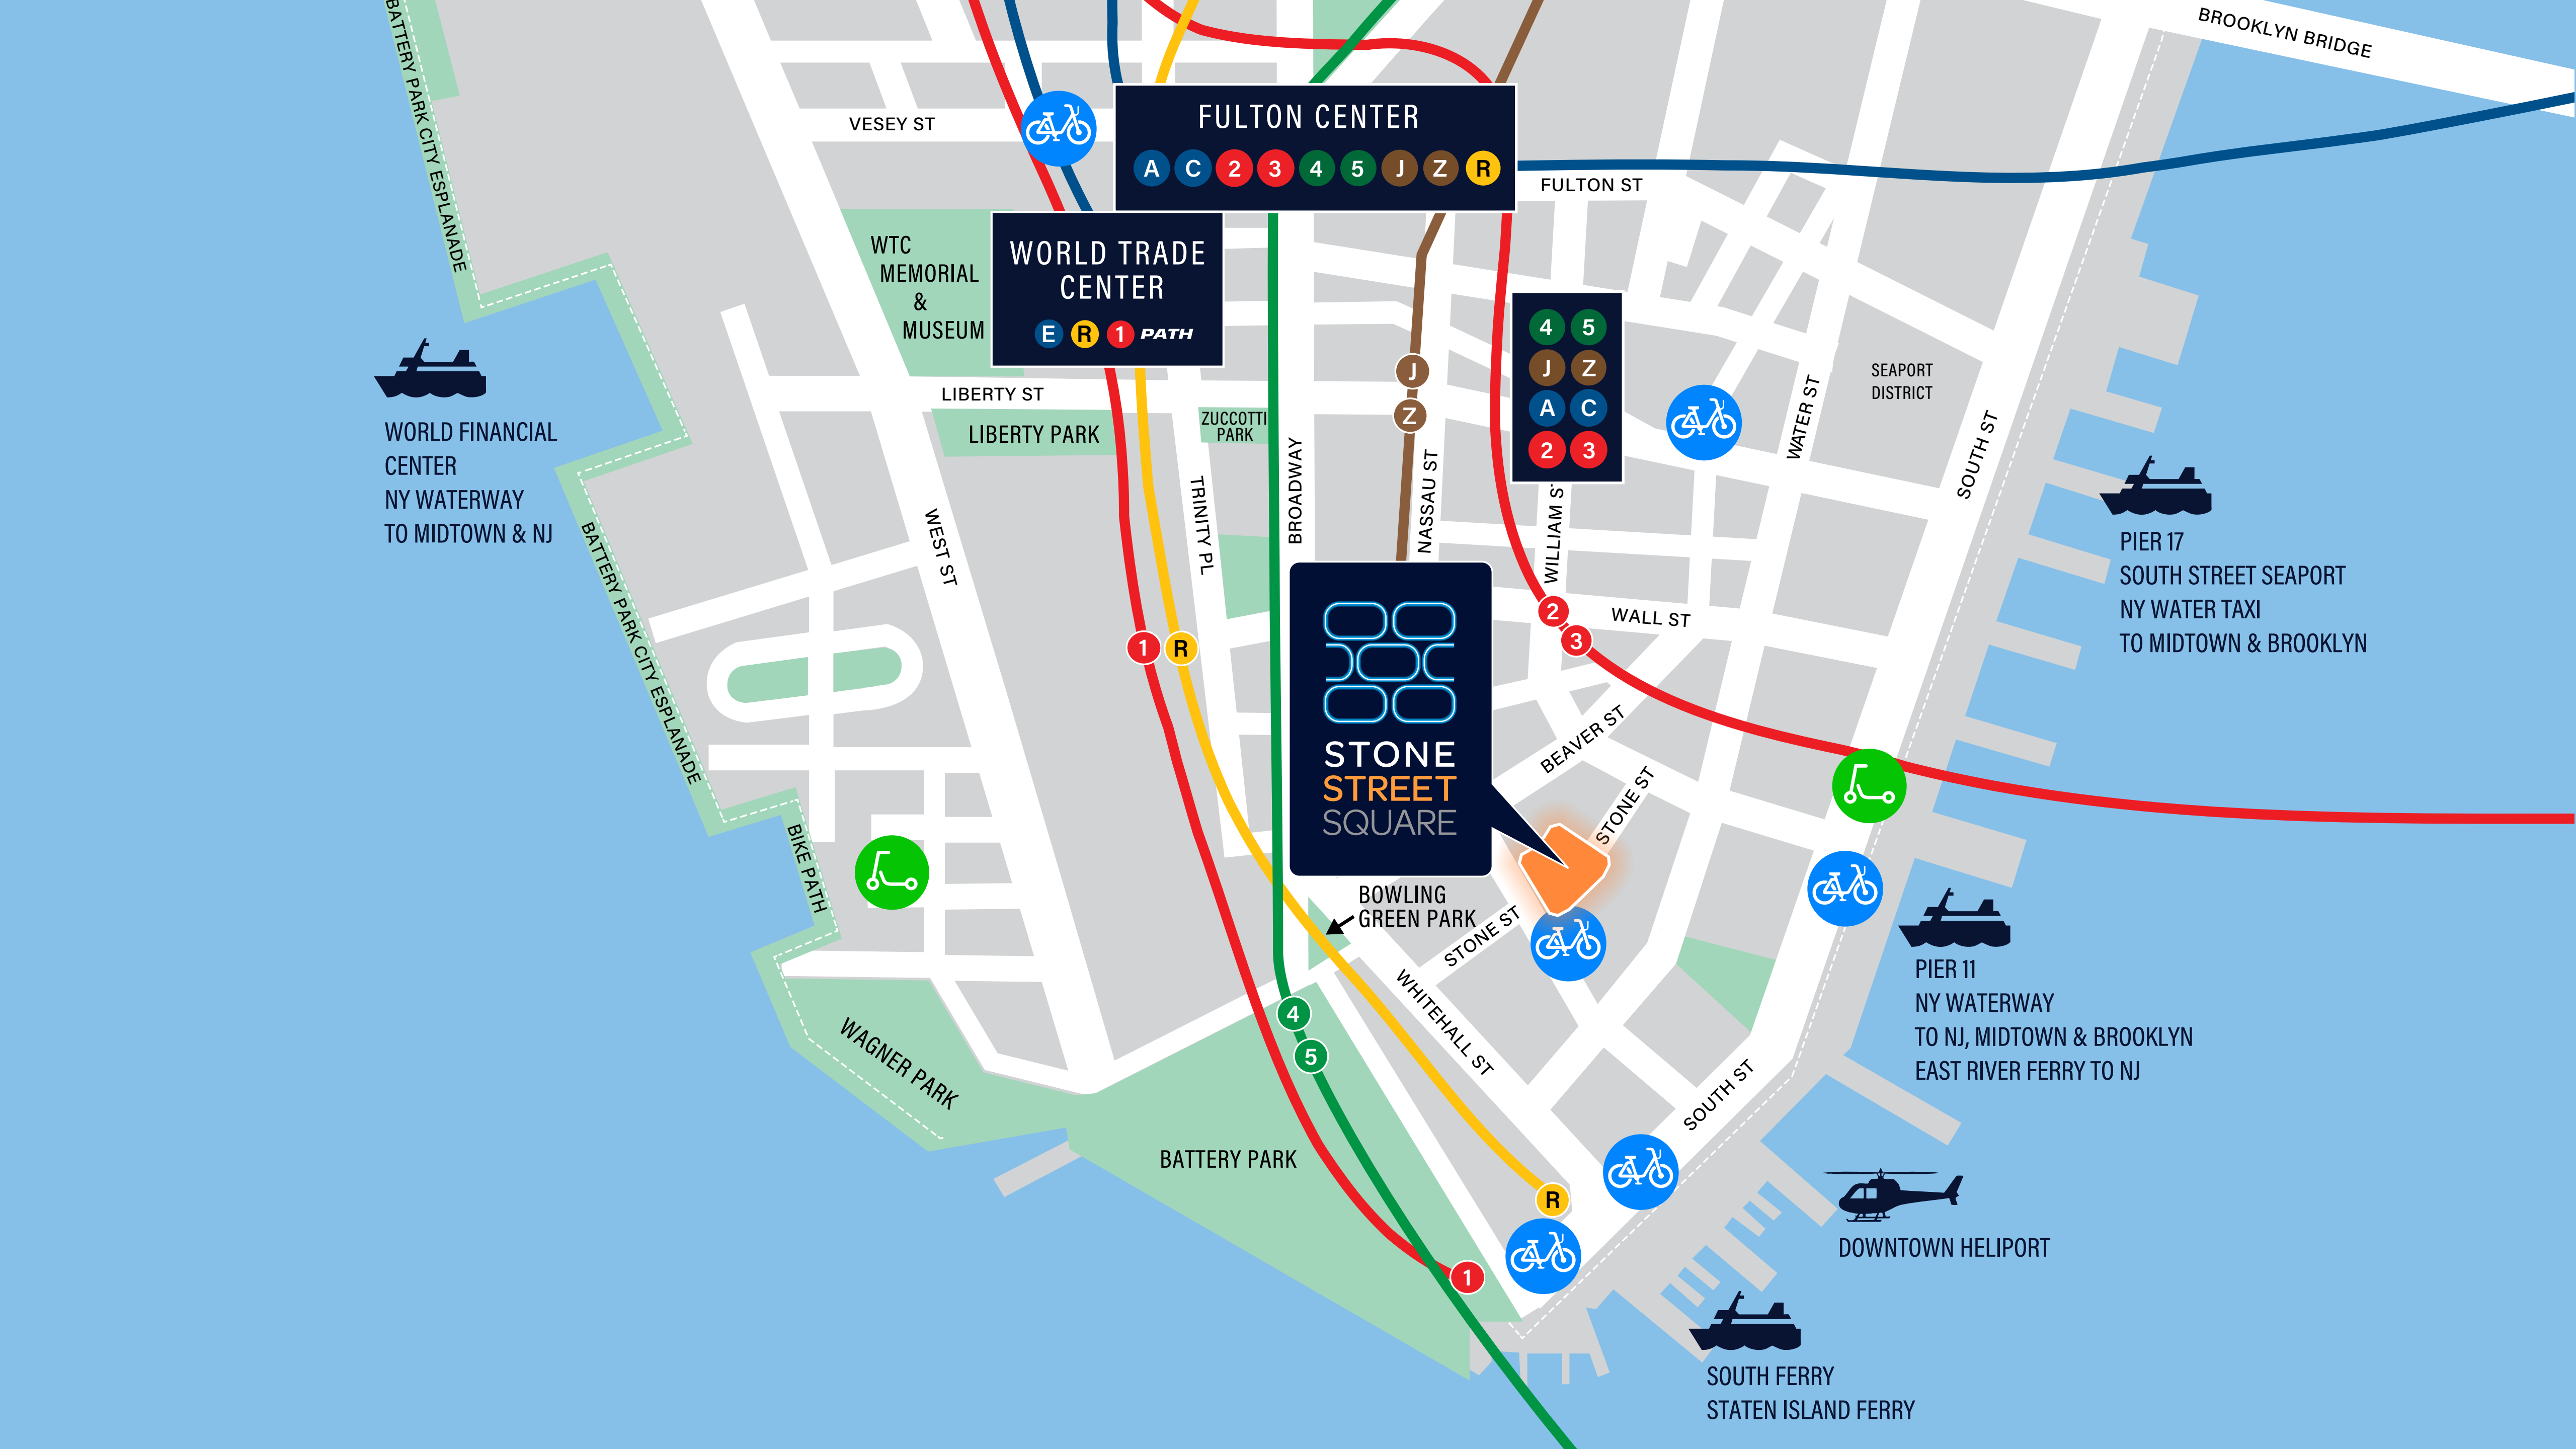 BATTERY PARK CITY ESPLANADE
BROOKLYN BRIDGE
VESEY ST
FULTON CENTER
A C 2 3 4 5 J Z R
FULTON ST
WTC
MEMORIAL
&
MUSEUM
WORLD TRADE
CENTER
E R 1 PATH
4 5
J Z
A C
2 3
J
Z
LIBERTY ST
LIBERTY PARK
ZUCCOTTI
PARK
SEAPORT
DISTRICT
WORLD FINANCIAL
CENTER
NY WATERWAY
TO MIDTOWN & NJ
BATTERY PARK CITY ESPLANADE
WEST ST
TRINITY PL
BROADWAY
NASSAU ST
WILLIAM S
WATER ST
SOUTH ST
PIER 17
SOUTH STREET SEAPORT
NY WATER TAXI
TO MIDTOWN & BROOKLYN
2
3
WALL ST
1 R
STONE
STREET
SQUARE
BEAVER ST
STONE ST
BIKE PATH
BOWLING
GREEN PARK
STONE ST
WHITEHALL ST
PIER 11
NY WATERWAY
TO NJ, MIDTOWN & BROOKLYN
EAST RIVER FERRY TO NJ
4
5
WAGNER PARK
SOUTH ST
BATTERY PARK
R
1
DOWNTOWN HELIPORT
SOUTH FERRY
STATEN ISLAND FERRY